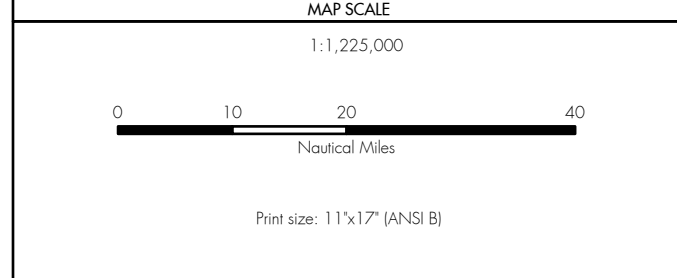 MAP SCALE
1:1,225,000
0 10 20 40
Nautical Miles
Print size: 11"x17" (ANSI B)